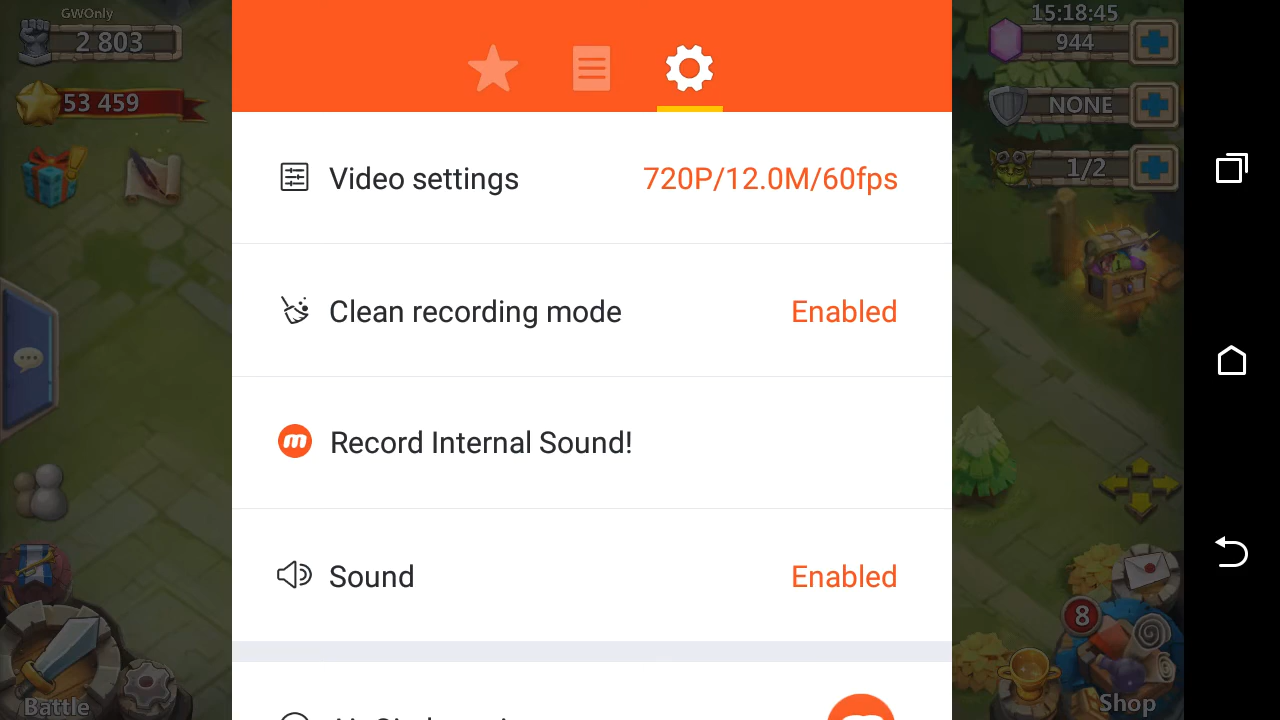 GWOnly
2 803
53 459
15:18:45
944
NONE
1/2
Video settings 720P/12.0M/60fps
Clean recording mode Enabled
m Record Internal Sound!
Sound Enabled
8
Battle
Shop